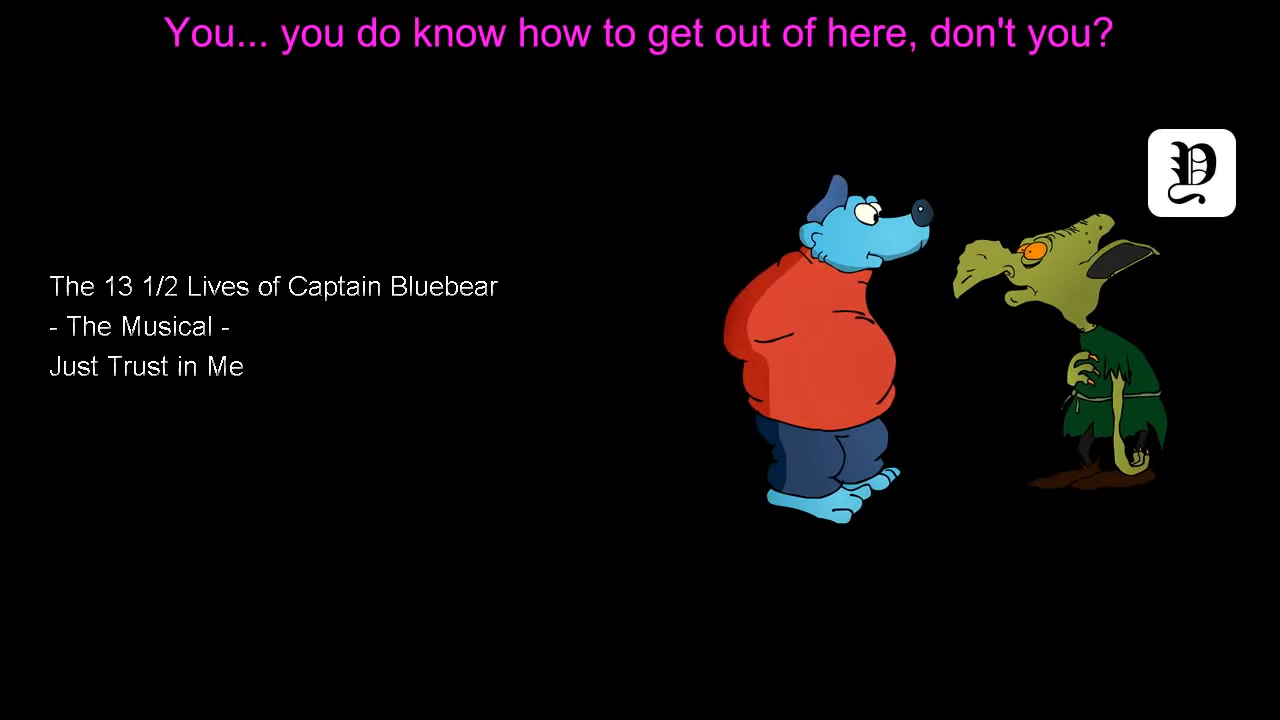 You... you do know how to get out of here, don't you?
The 13 1/2 Lives of Captain Bluebear
- The Musical -
Just Trust in Me